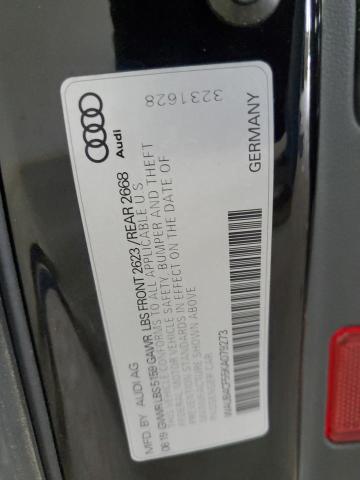 Audi
3231628
GERMANY
MFD. BY AUDI AG
06 19 GVWR LBS 5159 GAWR LBS FRONT 2623 / REAR 2668
THIS VEHICLE CONFORMS TO ALL APPLICABLE U.S.
FEDERAL MOTOR VEHICLE SAFETY, BUMPER AND THEFT
PREVENTION STANDARDS IN EFFECT ON THE DATE OF
MANUFACTURE SHOWN ABOVE.
PASSENGER CAR